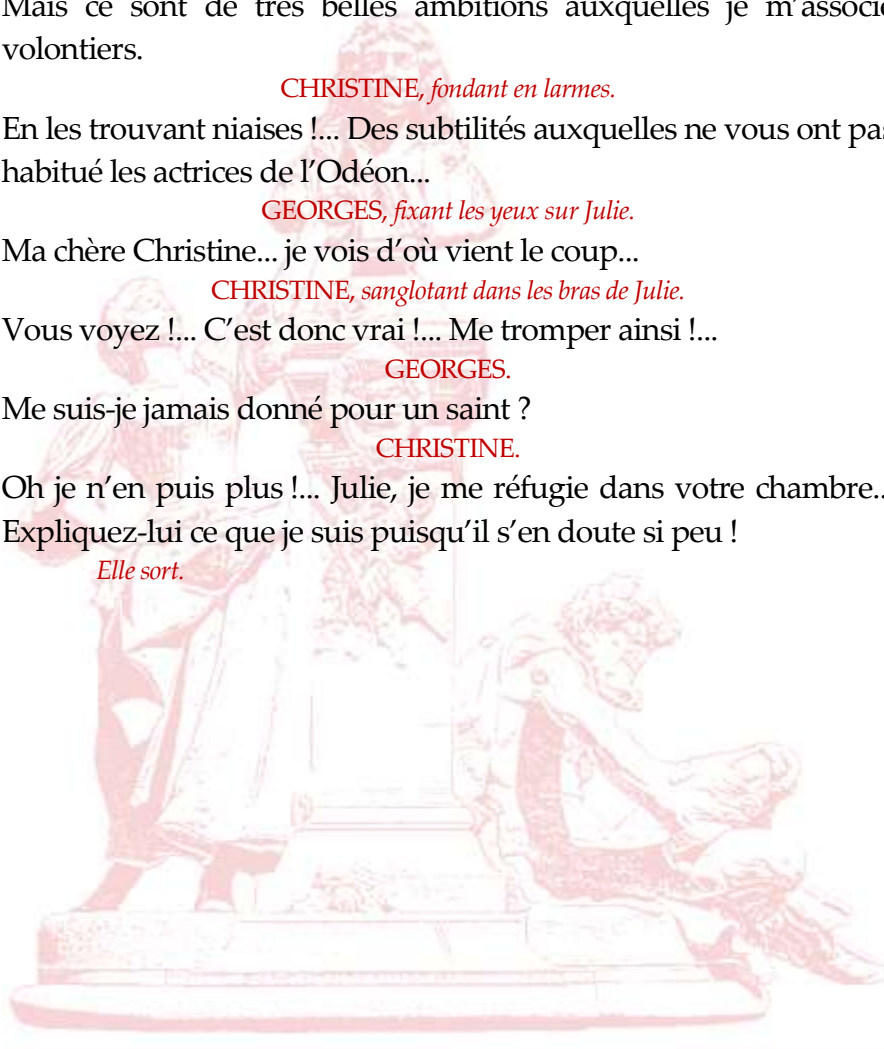 Mais ce sont de très belles ambitions auxquelles je m’associe
volontiers.
CHRISTINE, fondant en larmes.
En les trouvant niaises !... Des subtilités auxquelles ne vous ont pas
habitué les actrices de l’Odéon...
GEORGES, fixant les yeux sur Julie.
Ma chère Christine... je vois d’où vient le coup...
CHRISTINE, sanglotant dans les bras de Julie.
Vous voyez !... C’est donc vrai !... Me tromper ainsi !...
GEORGES.
Me suis-je jamais donné pour un saint ?
CHRISTINE.
Oh je n’en puis plus !... Julie, je me réfugie dans votre chambre...
Expliquez-lui ce que je suis puisqu’il s’en doute si peu !
Elle sort.